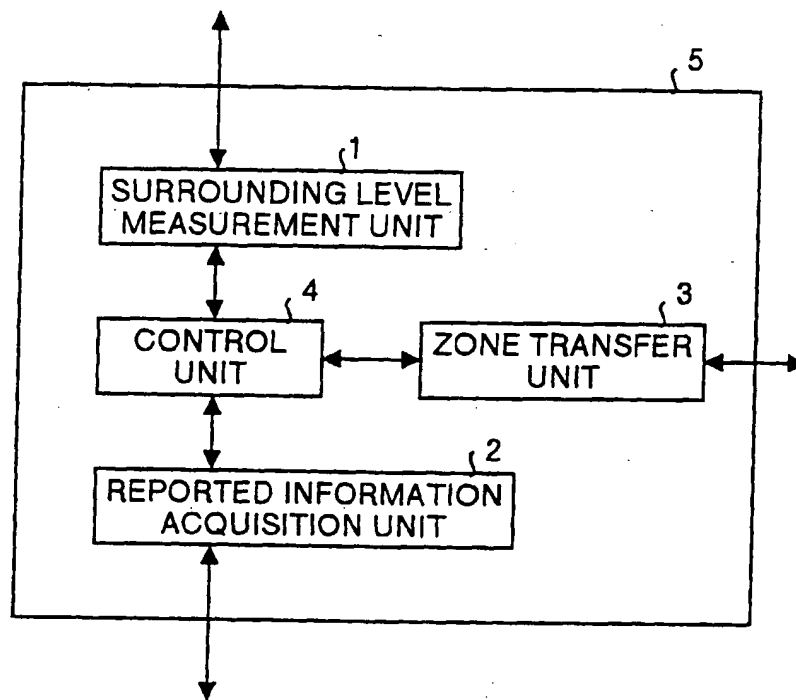 5
1
SURROUNDING LEVEL
MEASUREMENT UNIT
4
CONTROL
UNIT
3
ZONE TRANSFER
UNIT
2
REPORTED INFORMATION
ACQUISITION UNIT